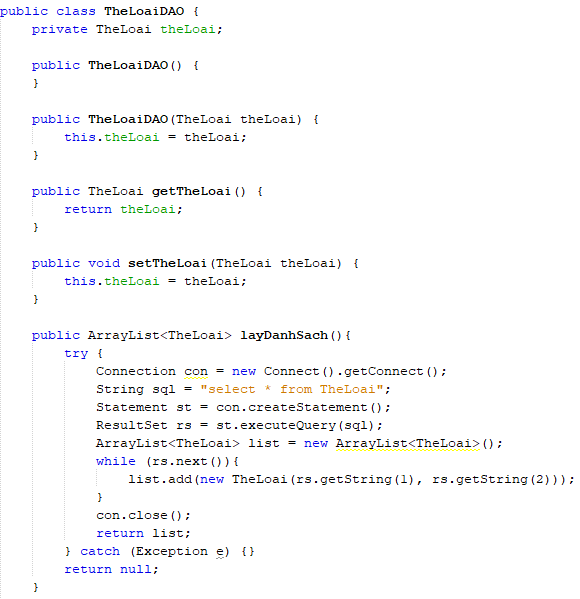 public class TheLoaiDAO {
    private TheLoai theLoai;

    public TheLoaiDAO() {
    }

    public TheLoaiDAO(TheLoai theLoai) {
        this.theLoai = theLoai;
    }

    public TheLoai getTheLoai() {
        return theLoai;
    }

    public void setTheLoai(TheLoai theLoai) {
        this.theLoai = theLoai;
    }

    public ArrayList<TheLoai> layDanhSach(){
        try {
            Connection con = new Connect().getConnect();
            String sql = "select * from TheLoai";
            Statement st = con.createStatement();
            ResultSet rs = st.executeQuery(sql);
            ArrayList<TheLoai> list = new ArrayList<TheLoai>();
            while (rs.next()){
                list.add(new TheLoai(rs.getString(1), rs.getString(2)));
            }
            con.close();
            return list;
        } catch (Exception e) {}
        return null;
    }